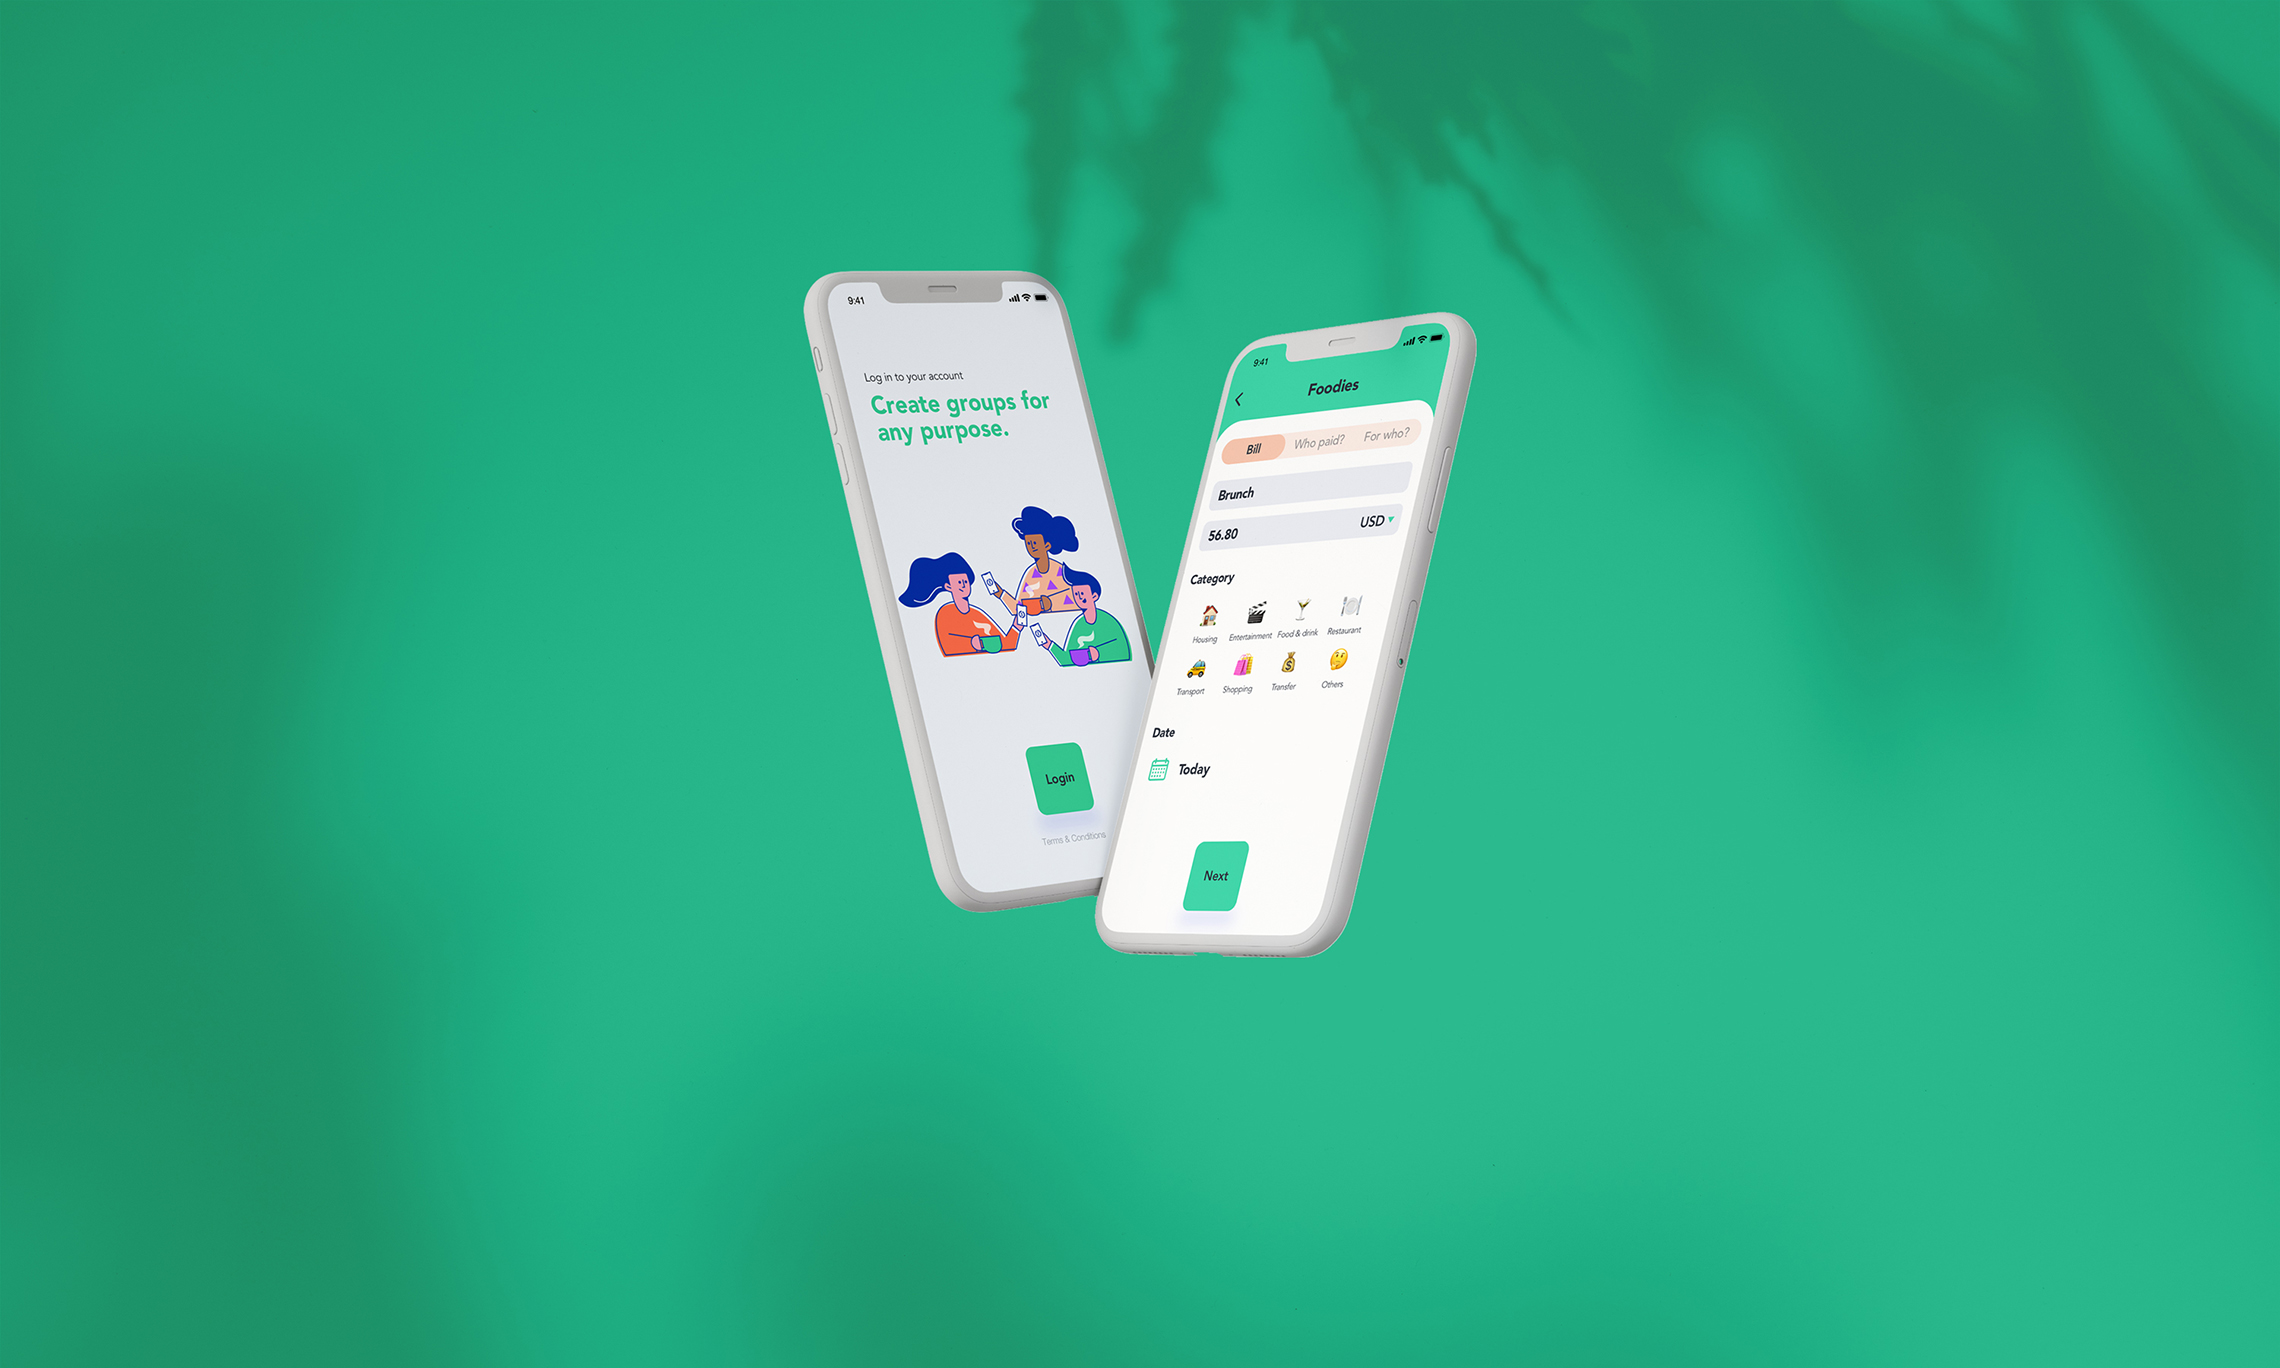 9:41
Log in to your account
Create groups for
any purpose.
Login
Terms & Conditions
9:41
Foodies
Bill Who paid? For who?
Brunch
56.80 USD
Category
Housing Entertainment Food & drink Restaurant
Transport Shopping Transfer Others
Date
Today
Next